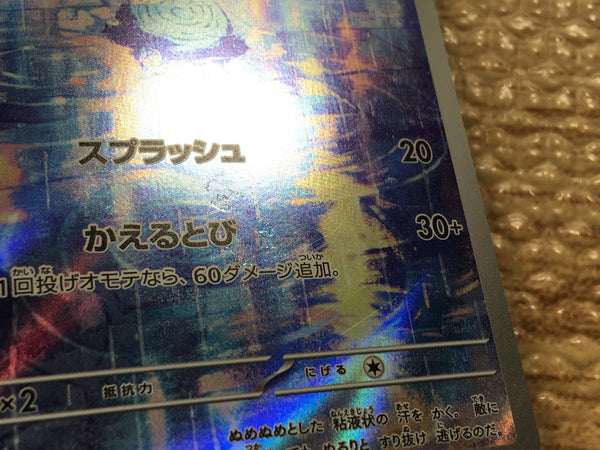 スプラッシュ 20
かえるとび 30+
1回投げオモテなら、60ダメージ追加。
×2 抵抗力 にげる
ぬめぬめとした 粘液状の 汗を かく。敵に
ぬるりと すり抜け 逃げるのだ。